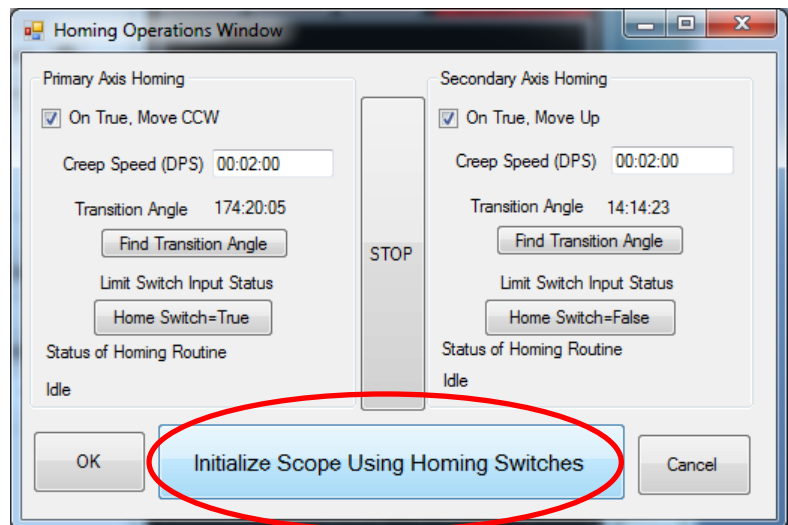 Homing Operations Window
Primary Axis Homing
On True, Move CCW
Creep Speed (DPS) 00:02:00
Transition Angle 174:20:05
Find Transition Angle
Limit Switch Input Status
Home Switch=True
Status of Homing Routine
Idle
STOP
Secondary Axis Homing
On True, Move Up
Creep Speed (DPS) 00:02:00
Transition Angle 14:14:23
Find Transition Angle
Limit Switch Input Status
Home Switch=False
Status of Homing Routine
Idle
OK
Initialize Scope Using Homing Switches
Cancel